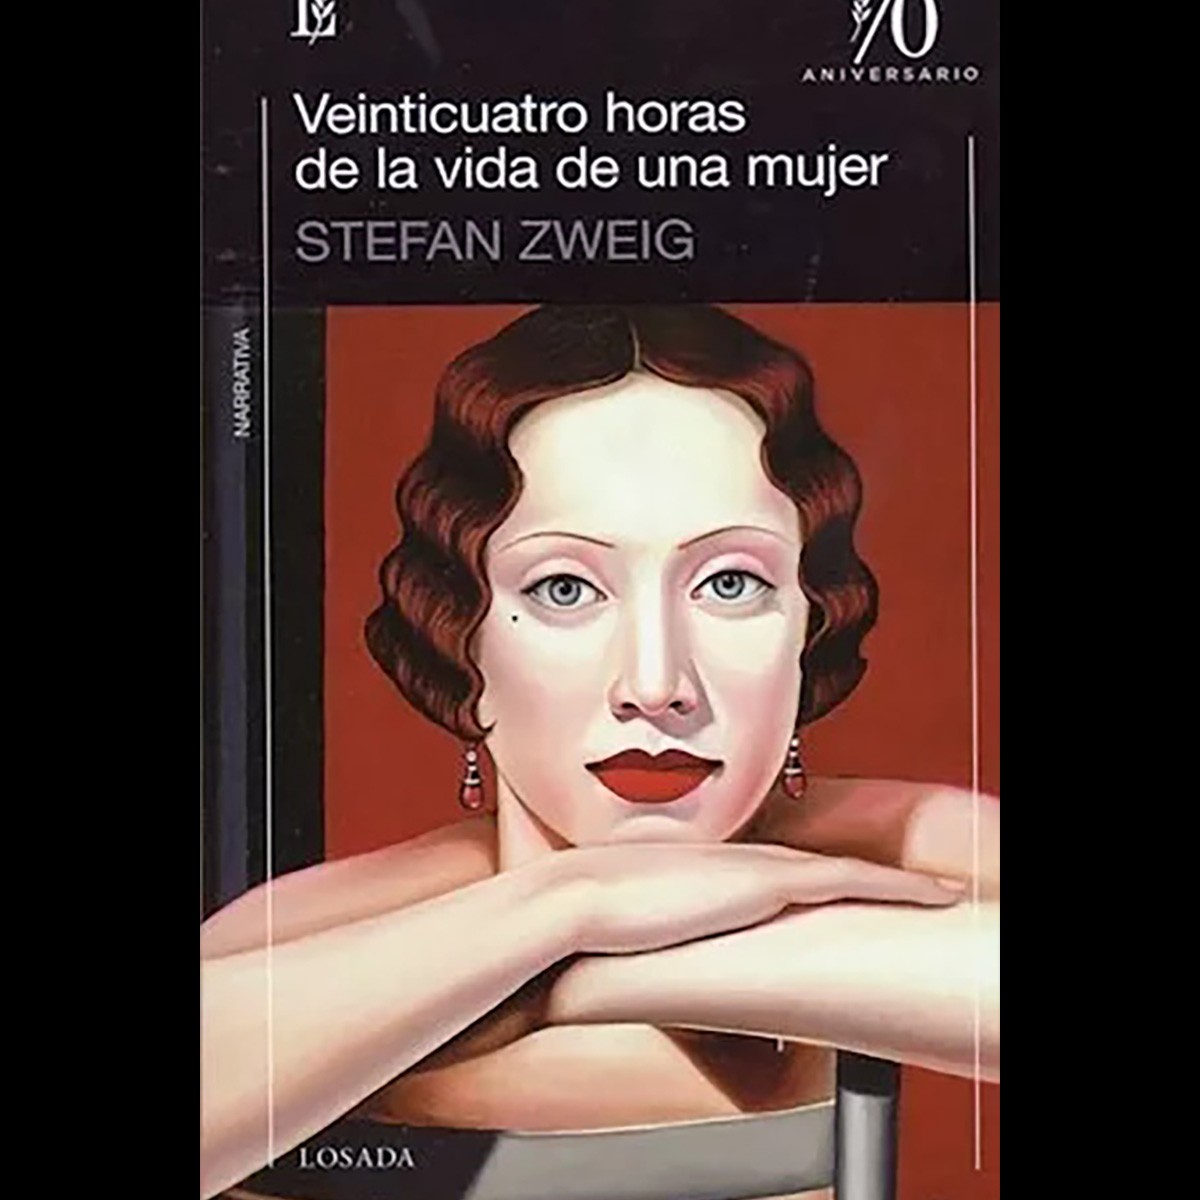 70
ANIVERSARIO
Veinticuatro horas
de la vida de una mujer
STEFAN ZWEIG
NARRATIVA
LOSADA